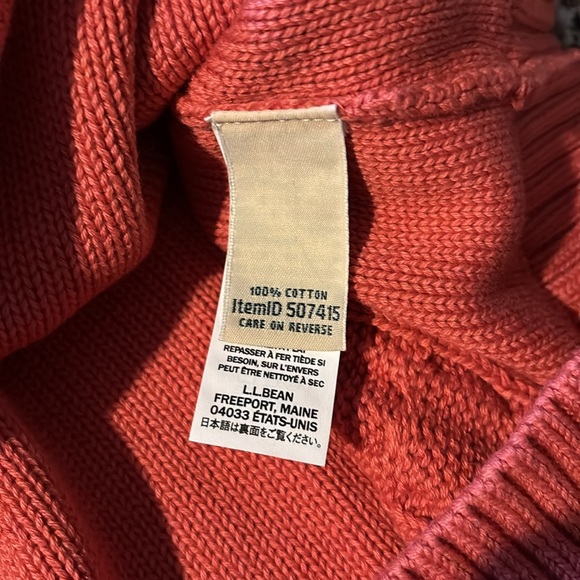 100% COTTON
ItemID 507415
CARE ON REVERSE
REPASSER À FER TIÈDE SI
BESOIN, SUR L'ENVERS
PEUT ÊTRE NETTOYÉ À SEC
L.L.BEAN
FREEPORT, MAINE
04033 ÉTATS-UNIS
日本語は裏面をご覧ください。